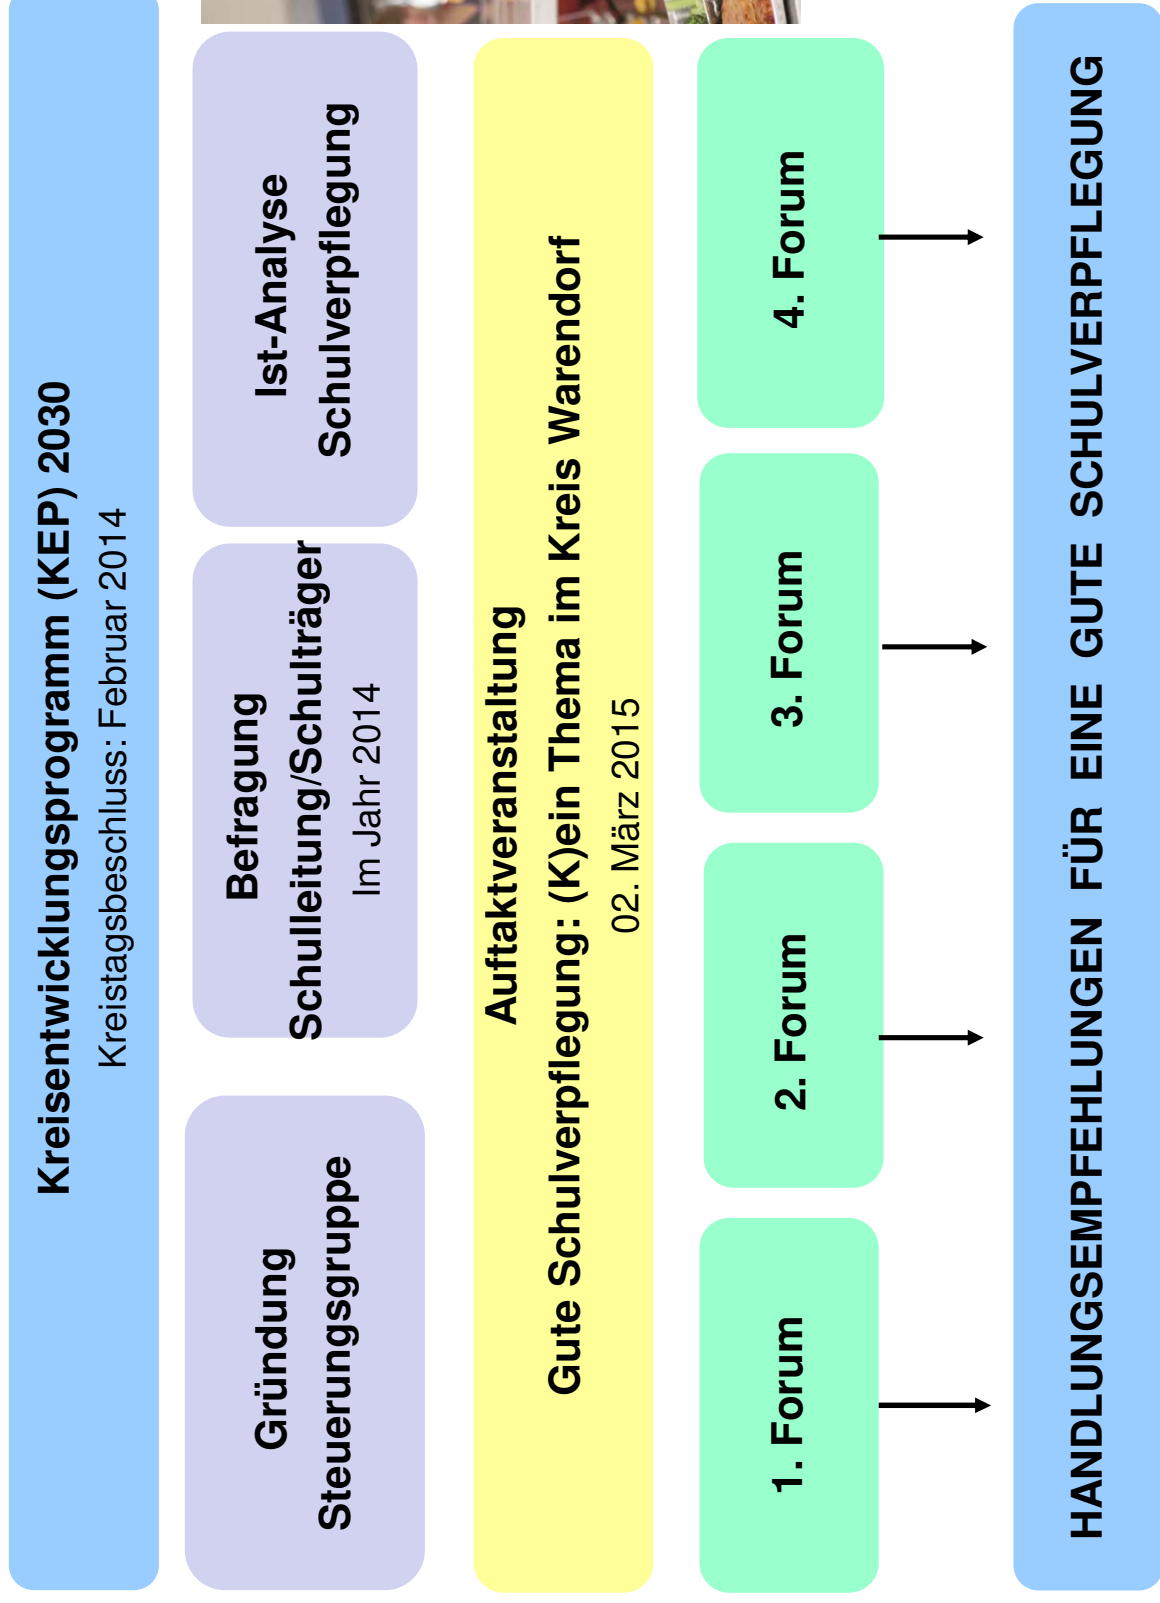 Kreisentwicklungsprogramm (KEP) 2030
Kreistagsbeschluss: Februar 2014
Gründung
Steuerungsgruppe
Befragung
Schulleitung/Schulträger
Im Jahr 2014
Ist-Analyse
Schulverpflegung
Auftaktveranstaltung
Gute Schulverpflegung: (K)ein Thema im Kreis Warendorf
02. März 2015
1. Forum
2. Forum
3. Forum
4. Forum
HANDLUNGSEMPFEHLUNGEN FÜR EINE GUTE SCHULVERPFLEGUNG